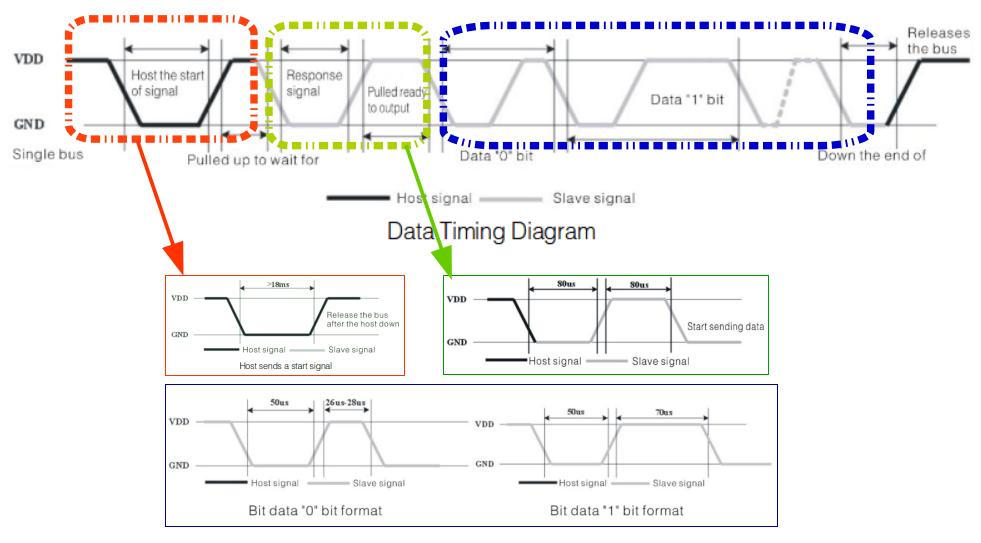 Releases
the bus
VDD
Host the start
of signal
Response
signal
Pulled ready
to output
Data "1" bit
GND
Single bus
Pulled up to wait for
Data "0" bit
Down the end of
Host signal
Slave signal
Data Timing Diagram
>18ms
VDD
Release the bus
after the host down
GND
Host signal
Slave signal
Host sends a start signal
80us
80us
VDD
Start sending data
GND
Host signal
Slave signal
50us
26us-28us
VDD
GND
Host signal
Slave signal
Bit data "0" bit format
50us
70us
VDD
GND
Host signal
Slave signal
Bit data "1" bit format